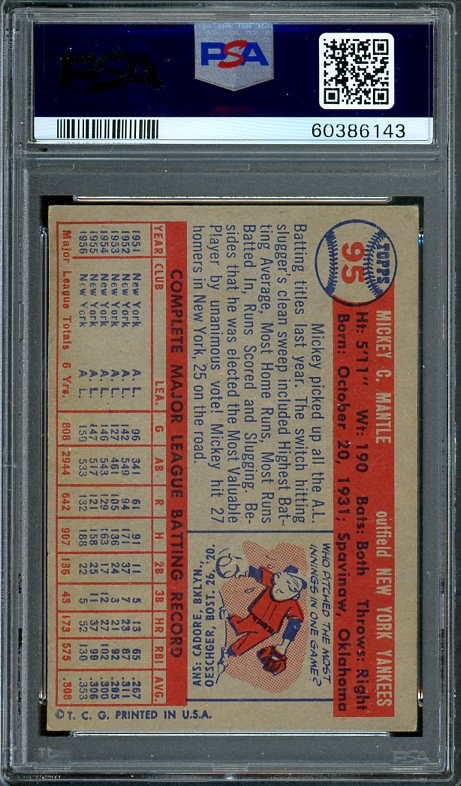 PSA
PSA
60386143
TOPPS
95
MICKEY C. MANTLE outfield NEW YORK YANKEES
Ht: 5'11" Wt: 190 Bats: Both Throws: Right
Born: October 20, 1931; Spavinaw, Oklahoma
Mickey picked up all the A.L.
Batting titles last year. The switch hitting
slugger's clean sweep included Highest Bat-
ting Average, Most Home Runs, Most Runs
Batted In, Runs Scored and Slugging. Be-
sides that he was elected the Most Valuable
Player by unanimous vote! Mickey hit 27
homers in New York, 25 on the road.
WHO PITCHED THE MOST
INNINGS IN ONE GAME?
ANS: CADORE BRKLYN '20,
OESCHGER BOST. 26,'20.
COMPLETE MAJOR LEAGUE BATTING RECORD
YEAR CLUB LEA. G AB R H 2B 3B HR RBI AVG.
1951 New York A. L. 96 341 61 91 11 5 13 65 .267
1952 New York A. L. 142 549 94 171 37 7 23 87 .311
1953 New York A. L. 127 461 105 136 24 3 21 92 .295
1954 New York A. L. 146 543 129 163 17 12 27 102 .300
1955 New York A. L. 147 517 121 158 25 11 37 99 .306
1956 New York A. L. 150 533 132 188 22 5 52 130 .353
Major League Totals 6 Yrs. 808 2944 642 907 136 43 173 575 .308
© T. C. G. PRINTED IN U.S.A.
PSA